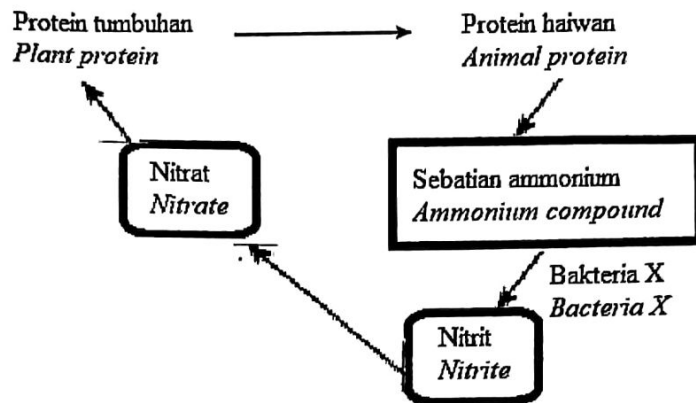 Protein tumbuhan
Plant protein
Protein haiwan
Animal protein
Nitrat
Nitrate
Sebatian ammonium
Ammonium compound
Bakteria X
Bacteria X
Nitrit
Nitrite